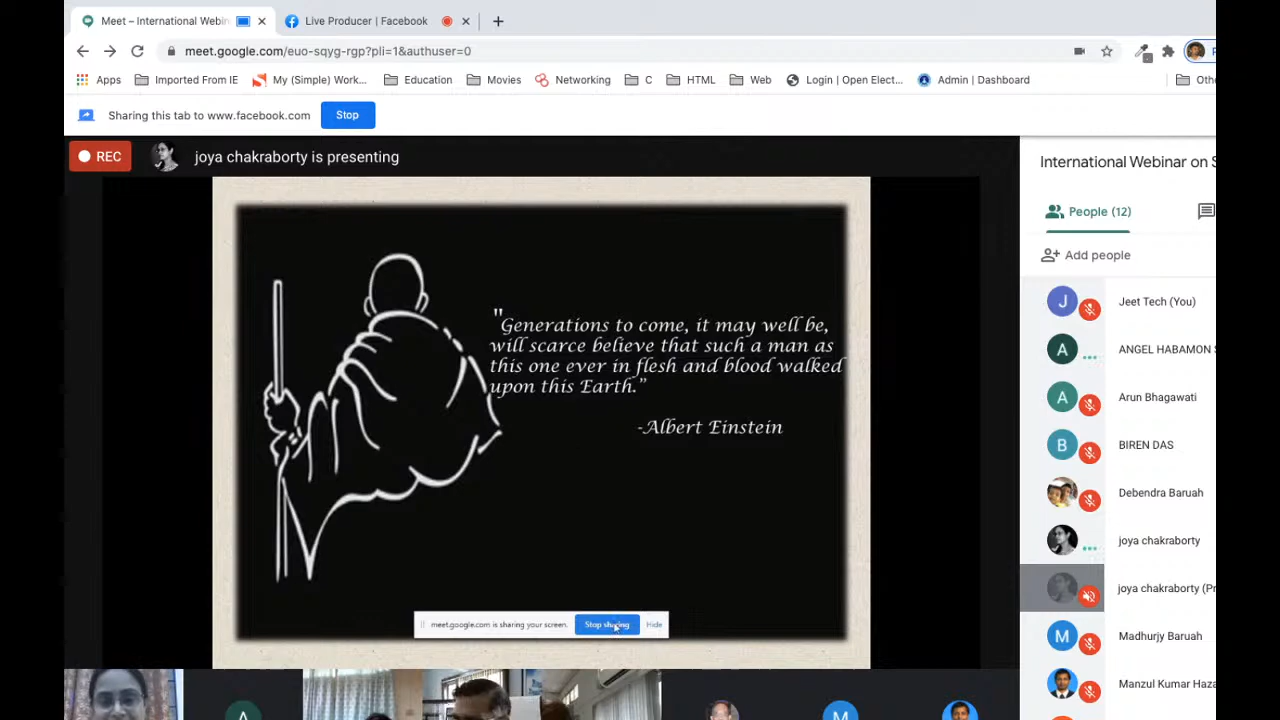 Meet – International Webin
Live Producer | Facebook
meet.google.com/euo-sqyg-rgp?pli=1&authuser=0
Apps
Imported From IE
My (Simple) Work...
Education
Movies
Networking
C
HTML
Web
Login | Open Elect...
Admin | Dashboard
Othe
Sharing this tab to www.facebook.com
Stop
REC
joya chakraborty is presenting
"Generations to come, it may well be,
will scarce believe that such a man as
this one ever in flesh and blood walked
upon this Earth."
-Albert Einstein
meet.google.com is sharing your screen.
Stop sharing
Hide
International Webinar on S
People (12)
Add people
J
Jeet Tech (You)
A
ANGEL HABAMON S
A
Arun Bhagawati
B
BIREN DAS
Debendra Baruah
joya chakraborty
joya chakraborty (Pr
M
Madhurjy Baruah
Manzul Kumar Haza
A
M